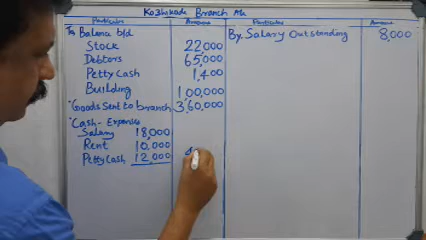 Kozhikode Branch A/c
Particulars Amount Particulars Amount
To Balance b/d By Salary Outstanding 8,000
Stock 22,000
Debtors 65,000
Petty Cash 1,400
Building 1,00,000
"Goods Sent to branch 3,60,000
"Cash - Expenses
Salary 18,000
Rent 10,000
Petty Cash 12,000